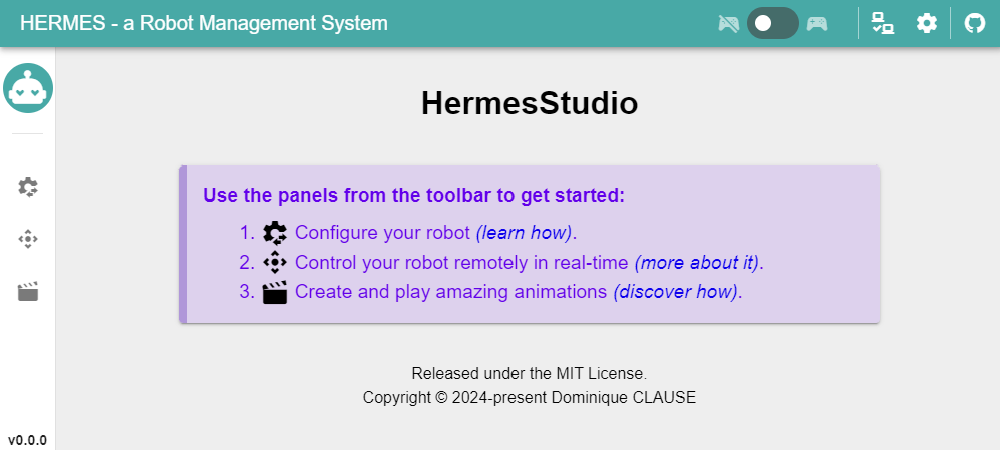 HERMES - a Robot Management System
HermesStudio
Use the panels from the toolbar to get started:
1. Configure your robot (learn how).
2. Control your robot remotely in real-time (more about it).
3. Create and play amazing animations (discover how).
Released under the MIT License.
Copyright © 2024-present Dominique CLAUSE
v0.0.0